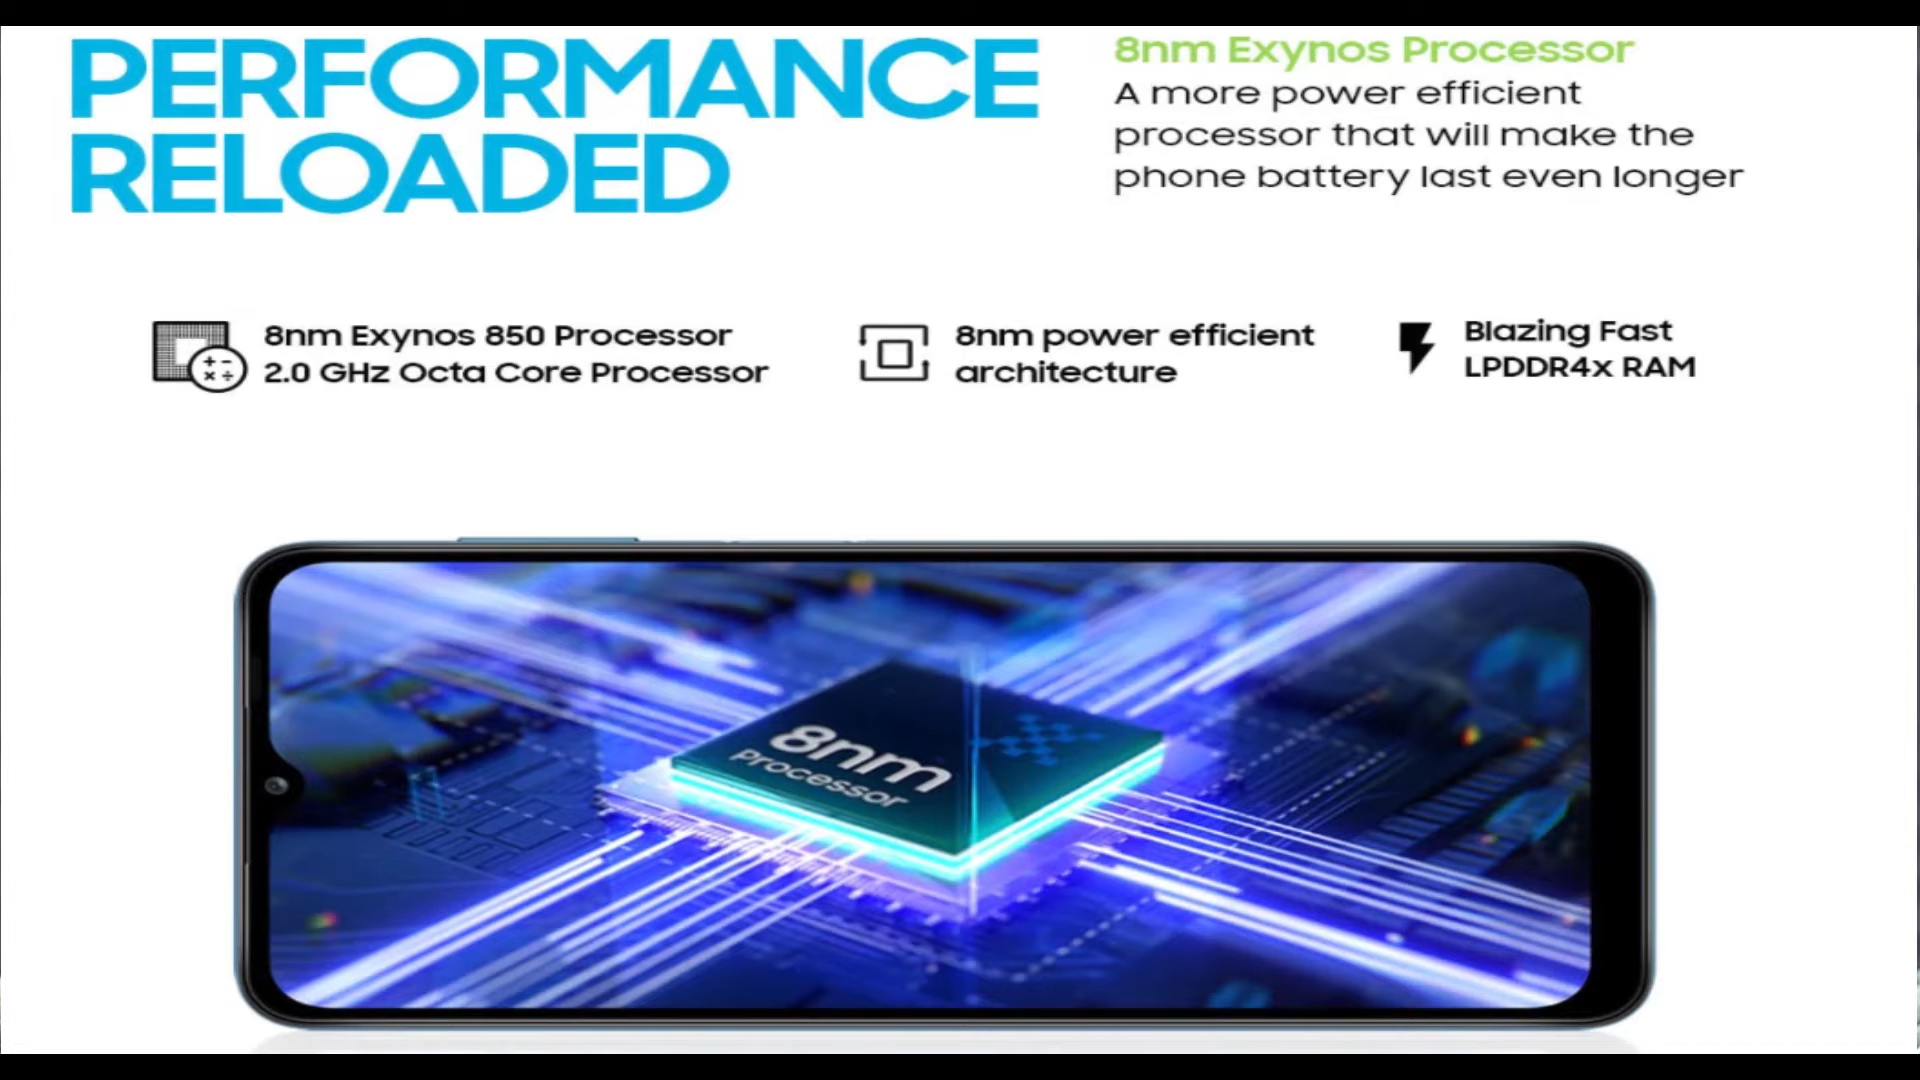 PERFORMANCE
RELOADED
8nm Exynos Processor
A more power efficient
processor that will make the
phone battery last even longer
8nm Exynos 850 Processor
2.0 GHz Octa Core Processor
8nm power efficient
architecture
Blazing Fast
LPDDR4x RAM
8nm
Processor